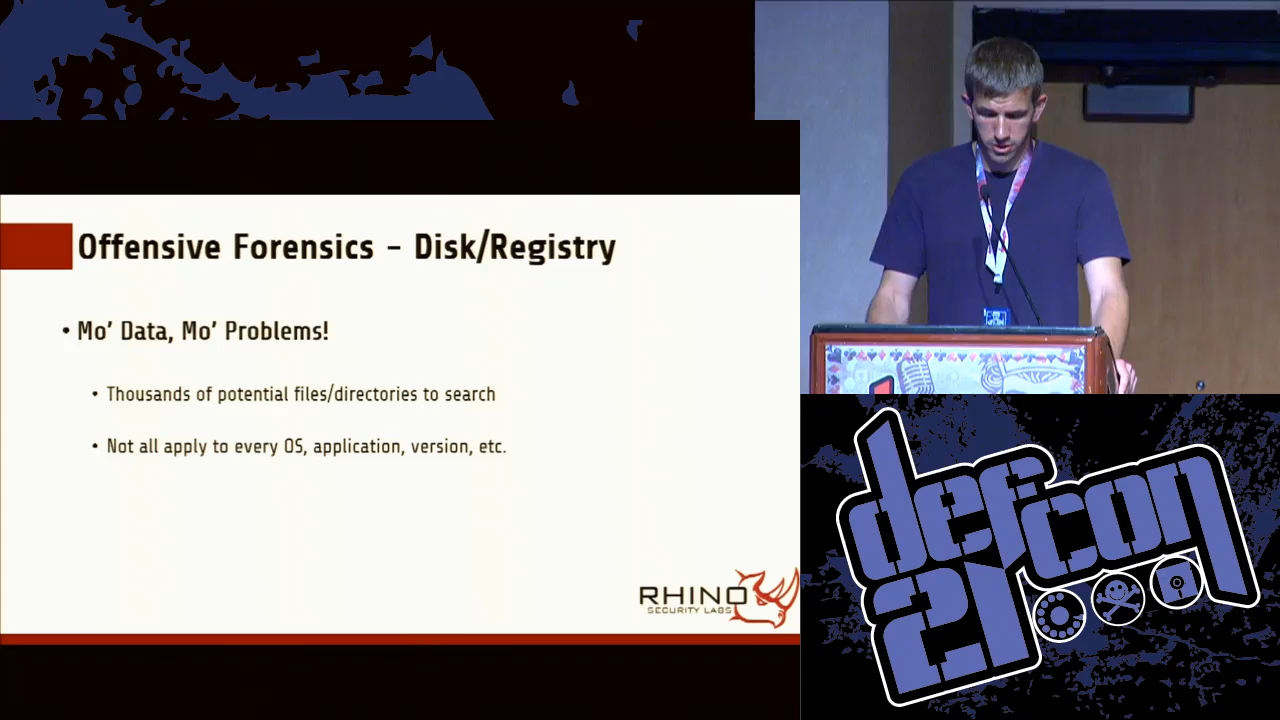 Offensive Forensics - Disk/Registry
• Mo' Data, Mo' Problems!
• Thousands of potential files/directories to search
• Not all apply to every OS, application, version, etc.
RHINO
SECURITY LABS
defcon
21